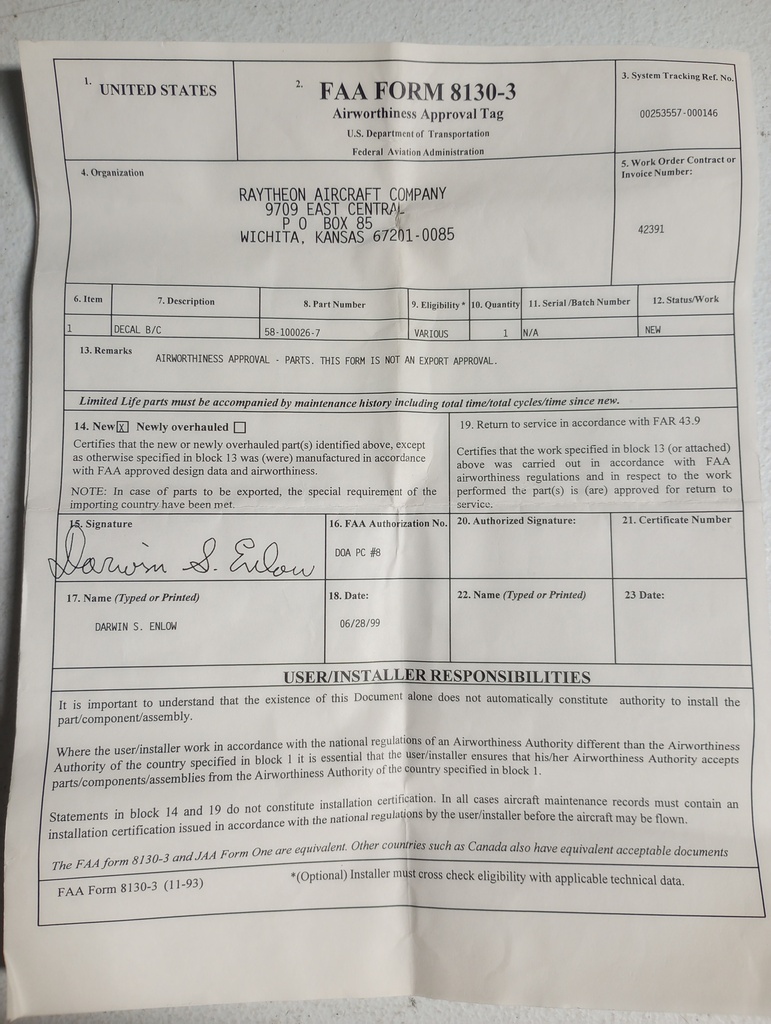 1. UNITED STATES
2. FAA FORM 8130-3
Airworthiness Approval Tag
U.S. Department of Transportation
Federal Aviation Administration
3. System Tracking Ref. No.
00253557-000146
4. Organization
RAYTHEON AIRCRAFT COMPANY
9709 EAST CENTRAL
P O BOX 85
WICHITA, KANSAS 67201-0085
5. Work Order Contract or
Invoice Number:
42391
6. Item 7. Description 8. Part Number 9. Eligibility * 10. Quantity 11. Serial/Batch Number 12. Status/Work
1 DECAL B/C 58-100026-7 VARIOUS 1 N/A NEW
13. Remarks
AIRWORTHINESS APPROVAL - PARTS. THIS FORM IS NOT AN EXPORT APPROVAL.
Limited Life parts must be accompanied by maintenance history including total time/total cycles/time since new.
14. New X Newly overhauled
Certifies that the new or newly overhauled part(s) identified above, except
as otherwise specified in block 13 was (were) manufactured in accordance
with FAA approved design data and airworthiness.
NOTE: In case of parts to be exported, the special requirement of the
importing country have been met.
19. Return to service in accordance with FAR 43.9
Certifies that the work specified in block 13 (or attached)
above was carried out in accordance with FAA
airworthiness regulations and in respect to the work
performed the part(s) is (are) approved for return to
service.
15. Signature
Darwin S. Enlow
16. FAA Authorization No.
DOA PC #8
20. Authorized Signature:
21. Certificate Number
17. Name (Typed or Printed)
DARWIN S. ENLOW
18. Date:
06/28/99
22. Name (Typed or Printed)
23 Date:
USER/INSTALLER RESPONSIBILITIES
It is important to understand that the existence of this Document alone does not automatically constitute authority to install the
part/component/assembly.
Where the user/installer work in accordance with the national regulations of an Airworthiness Authority different than the Airworthiness
Authority of the country specified in block 1 it is essential that the user/installer ensures that his/her Airworthiness Authority accepts
parts/components/assemblies from the Airworthiness Authority of the country specified in block 1.
Statements in block 14 and 19 do not constitute installation certification. In all cases aircraft maintenance records must contain an
installation certification issued in accordance with the national regulations by the user/installer before the aircraft may be flown.
The FAA form 8130-3 and JAA Form One are equivalent. Other countries such as Canada also have equivalent acceptable documents
FAA Form 8130-3 (11-93) *(Optional) Installer must cross check eligibility with applicable technical data.